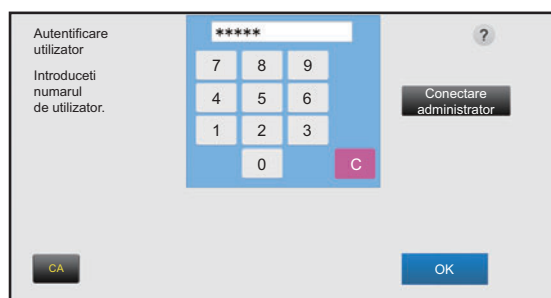 Autentificare
utilizator
*****
?
Introduceti
numarul
de utilizator.
7 8 9
4 5 6
1 2 3
0 C
Conectare
administrator
CA
OK